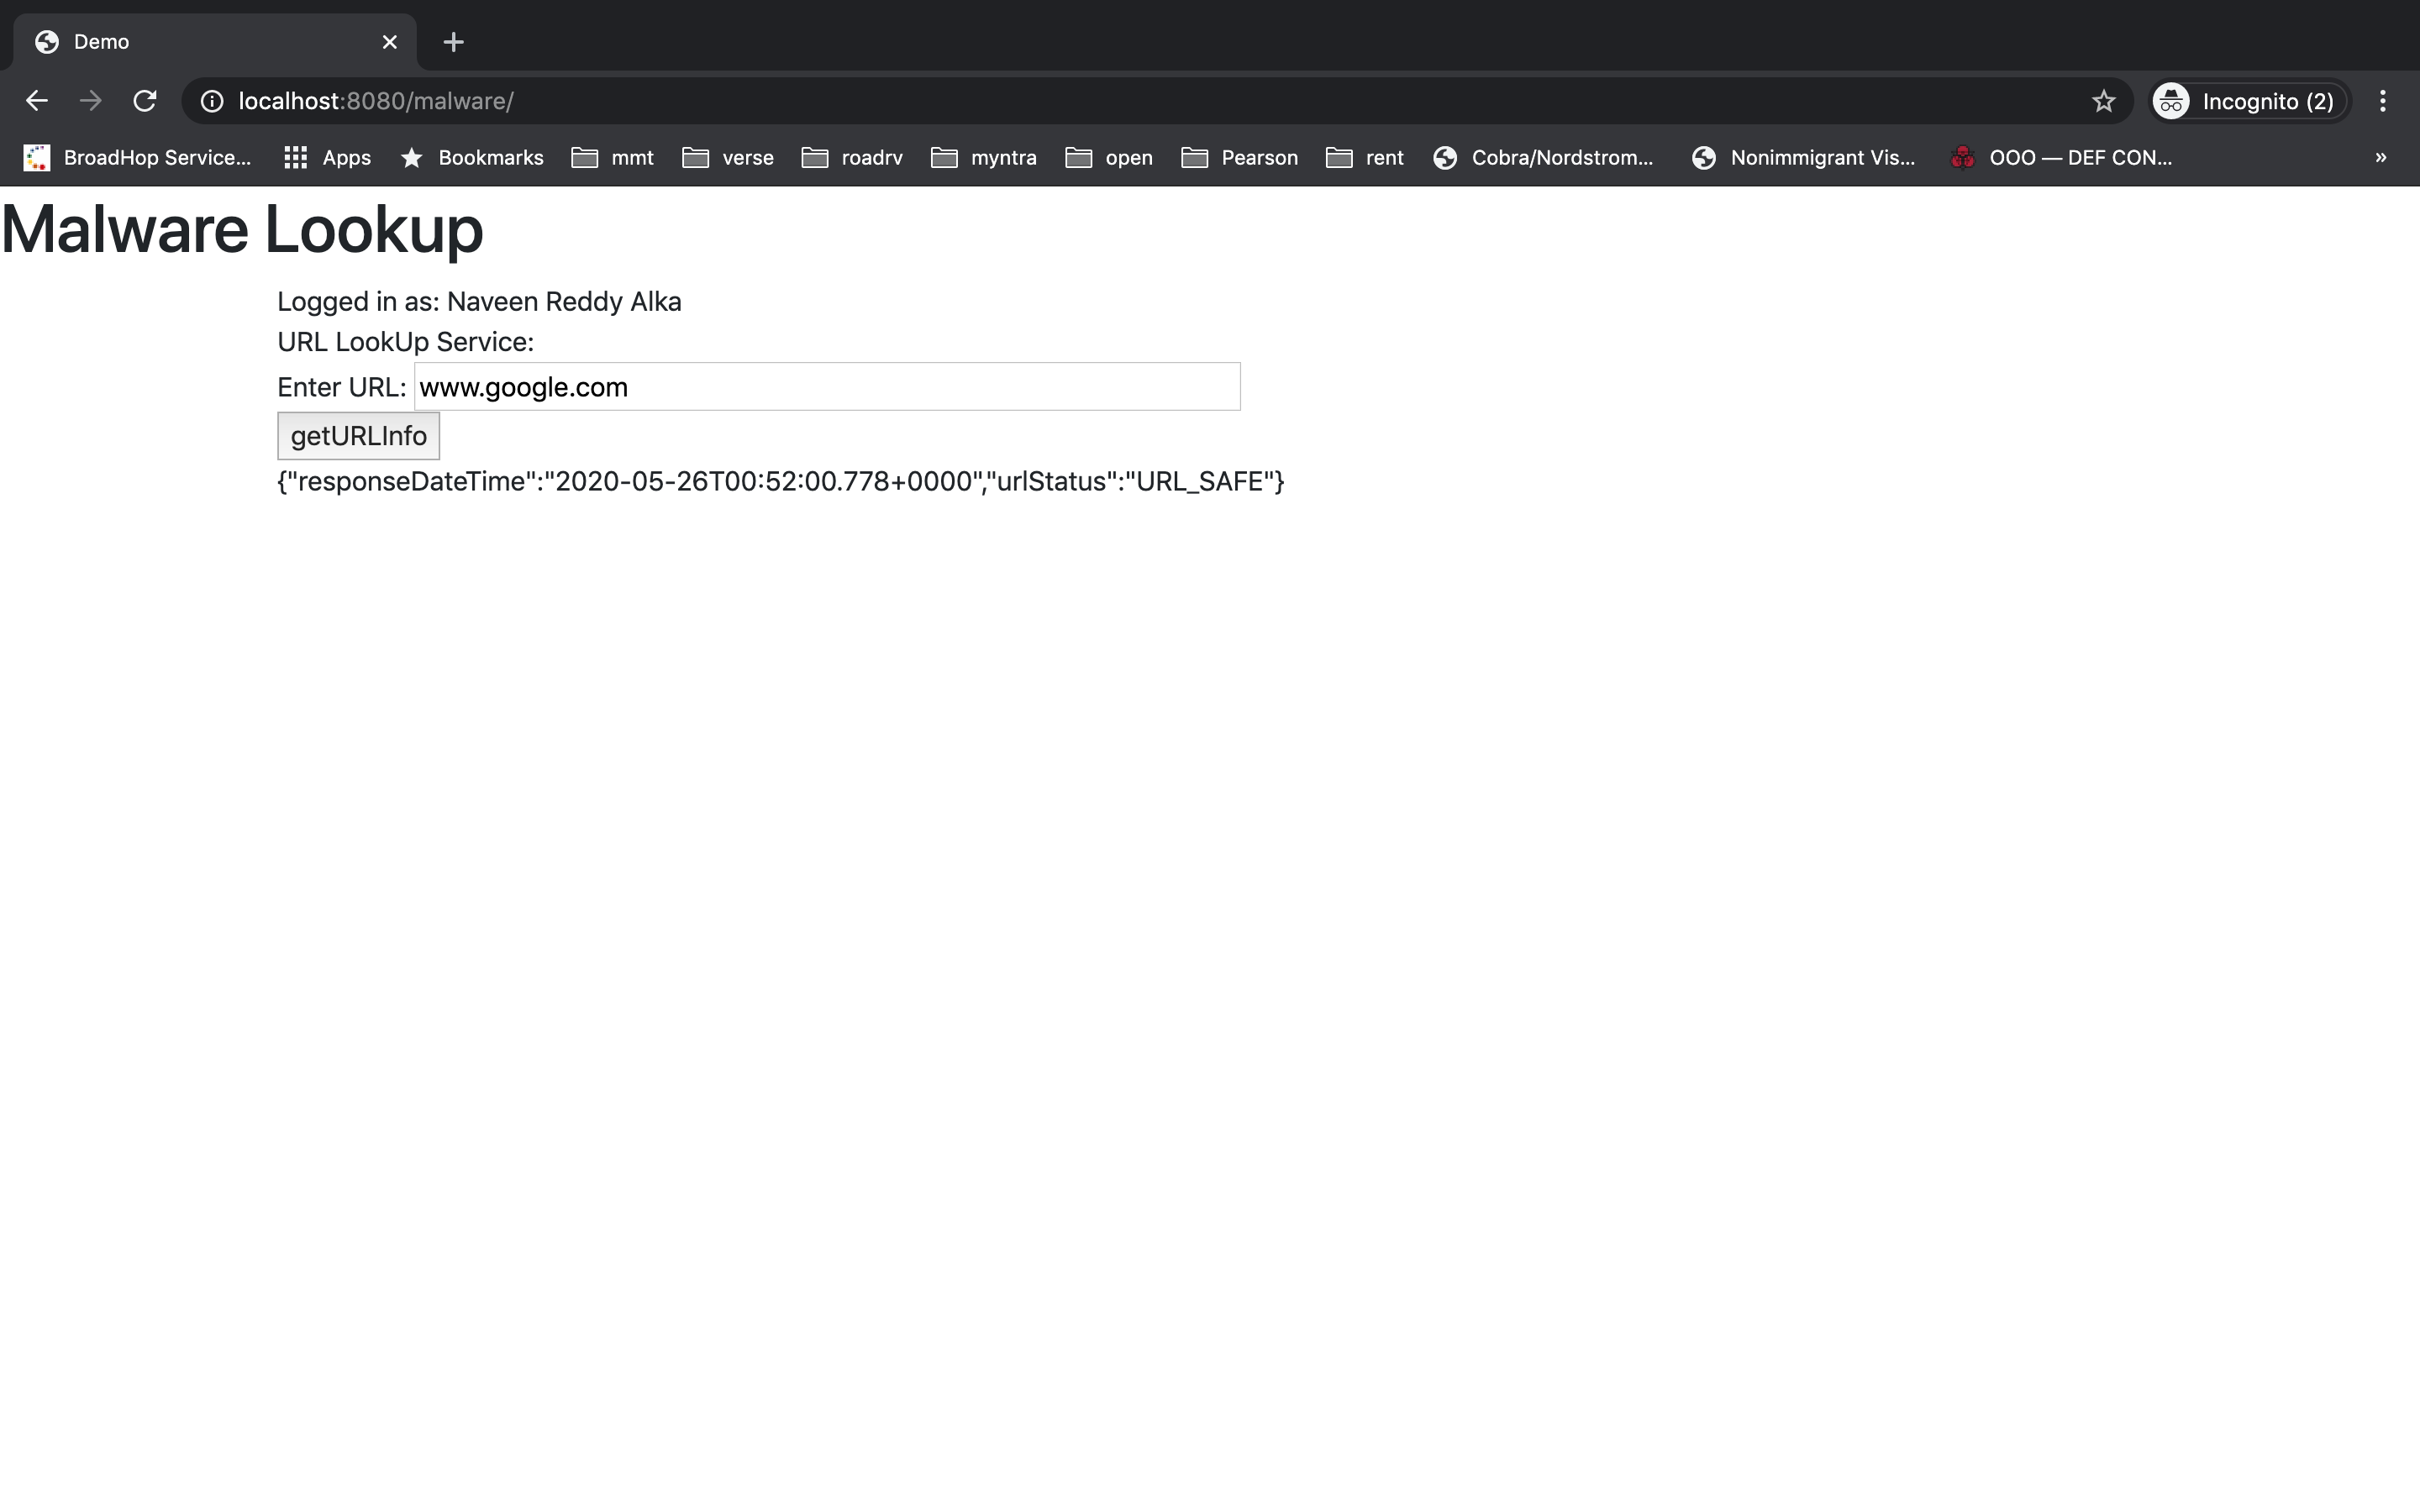 Demo
localhost:8080/malware/
Incognito (2)
BroadHop Service... Apps Bookmarks mmt verse roadrv myntra open Pearson rent Cobra/Nordstrom... Nonimmigrant Vis... OOO — DEF CON... »
Malware Lookup
Logged in as: Naveen Reddy Alka
URL LookUp Service:
Enter URL: www.google.com
getURLInfo
{"responseDateTime":"2020-05-26T00:52:00.778+0000","urlStatus":"URL_SAFE"}